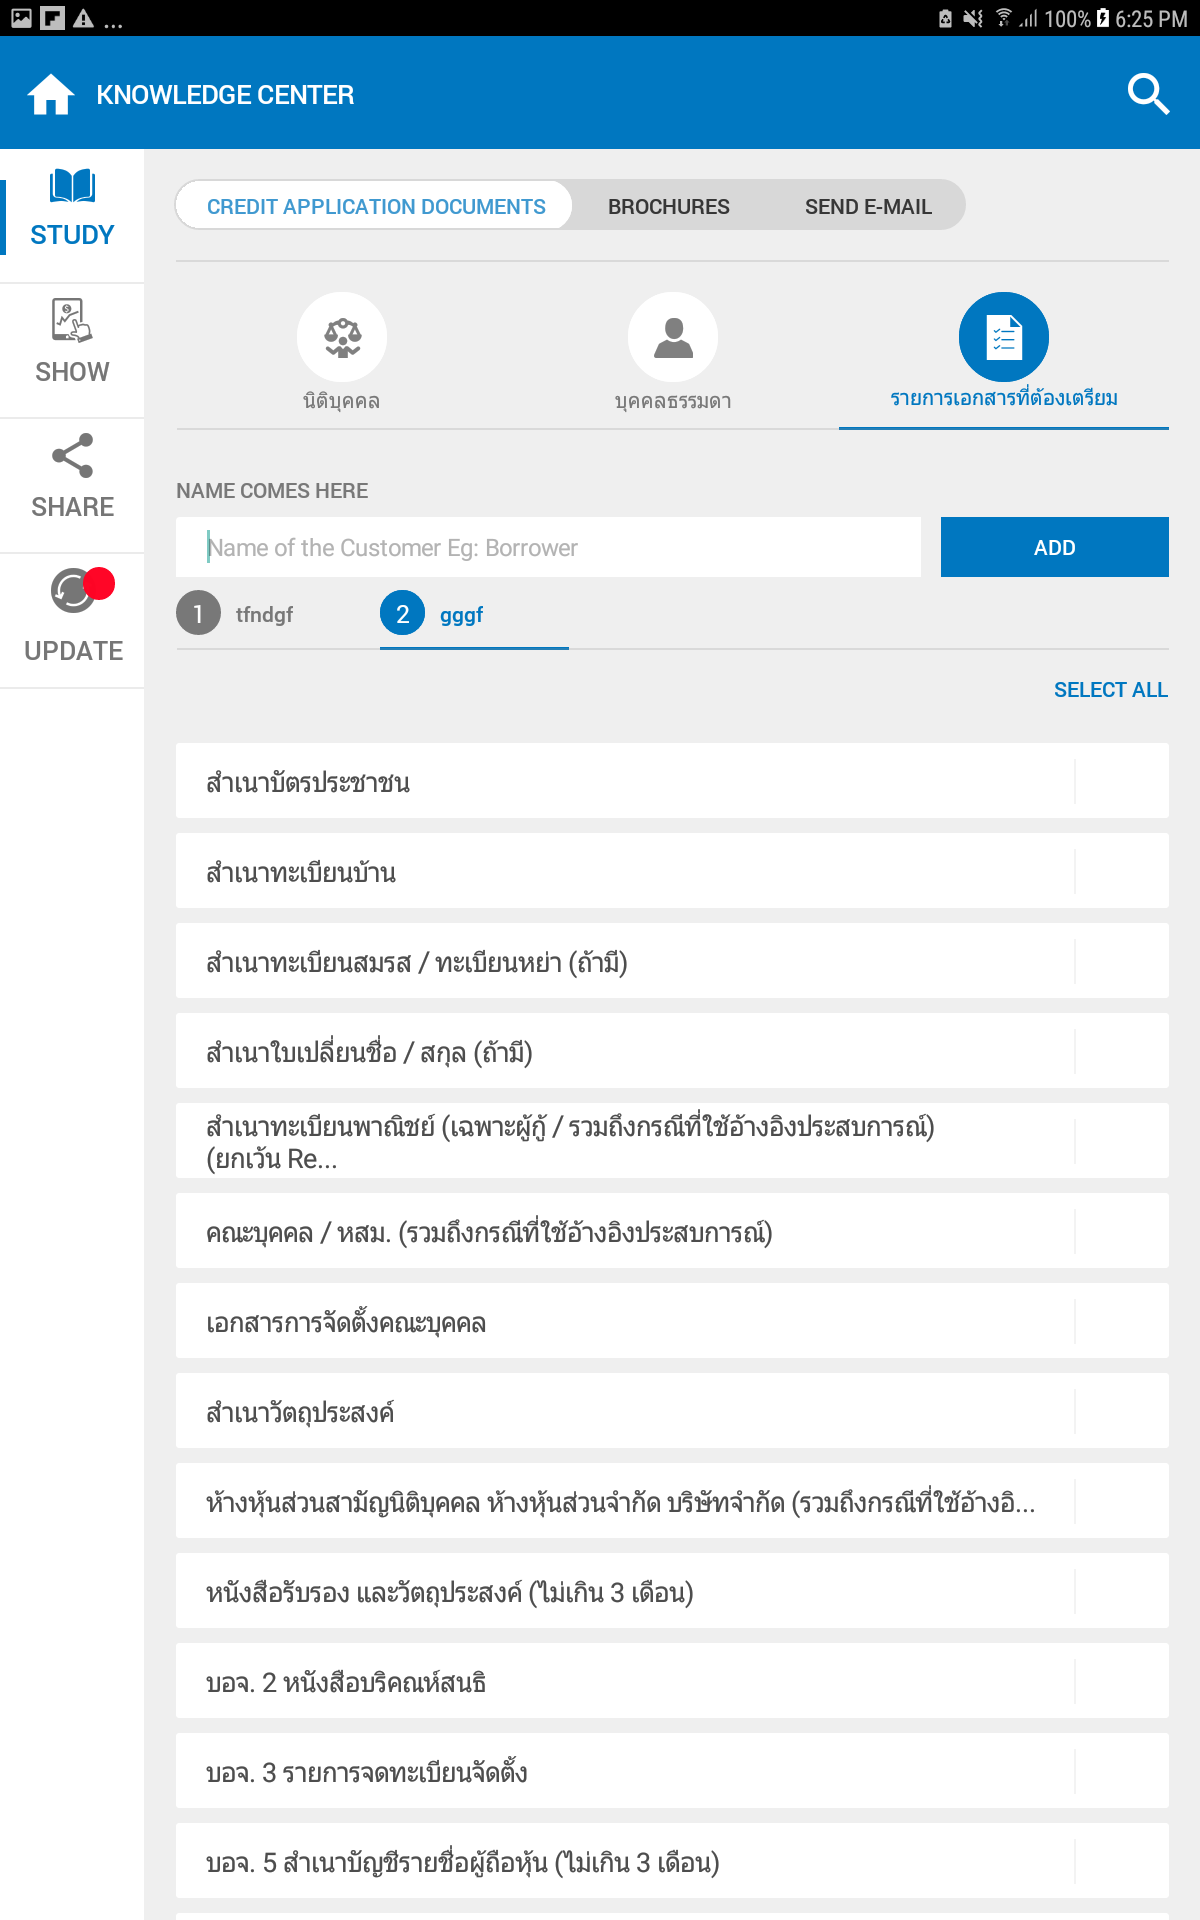 ... 100% 6:25 PM
KNOWLEDGE CENTER
STUDY
SHOW
SHARE
UPDATE
CREDIT APPLICATION DOCUMENTS BROCHURES SEND E-MAIL
นิติบุคคล บุคคลธรรมดา รายการเอกสารที่ต้องเตรียม
NAME COMES HERE
Name of the Customer Eg: Borrower ADD
1 tfndgf 2 gggf
SELECT ALL
สำเนาบัตรประชาชน
สำเนาทะเบียนบ้าน
สำเนาทะเบียนสมรส / ทะเบียนหย่า (ถ้ามี)
สำเนาใบเปลี่ยนชื่อ / สกุล (ถ้ามี)
สำเนาทะเบียนพาณิชย์ (เฉพาะผู้กู้ / รวมถึงกรณีที่ใช้อ้างอิงประสบการณ์)
(ยกเว้น Re...
คณะบุคคล / หสม. (รวมถึงกรณีที่ใช้อ้างอิงประสบการณ์)
เอกสารการจัดตั้งคณะบุคคล
สำเนาวัตถุประสงค์
ห้างหุ้นส่วนสามัญนิติบุคคล ห้างหุ้นส่วนจำกัด บริษัทจำกัด (รวมถึงกรณีที่ใช้อ้างอิ...
หนังสือรับรอง และวัตถุประสงค์ (ไม่เกิน 3 เดือน)
บอจ. 2 หนังสือบริคณห์สนธิ
บอจ. 3 รายการจดทะเบียนจัดตั้ง
บอจ. 5 สำเนาบัญชีรายชื่อผู้ถือหุ้น (ไม่เกิน 3 เดือน)